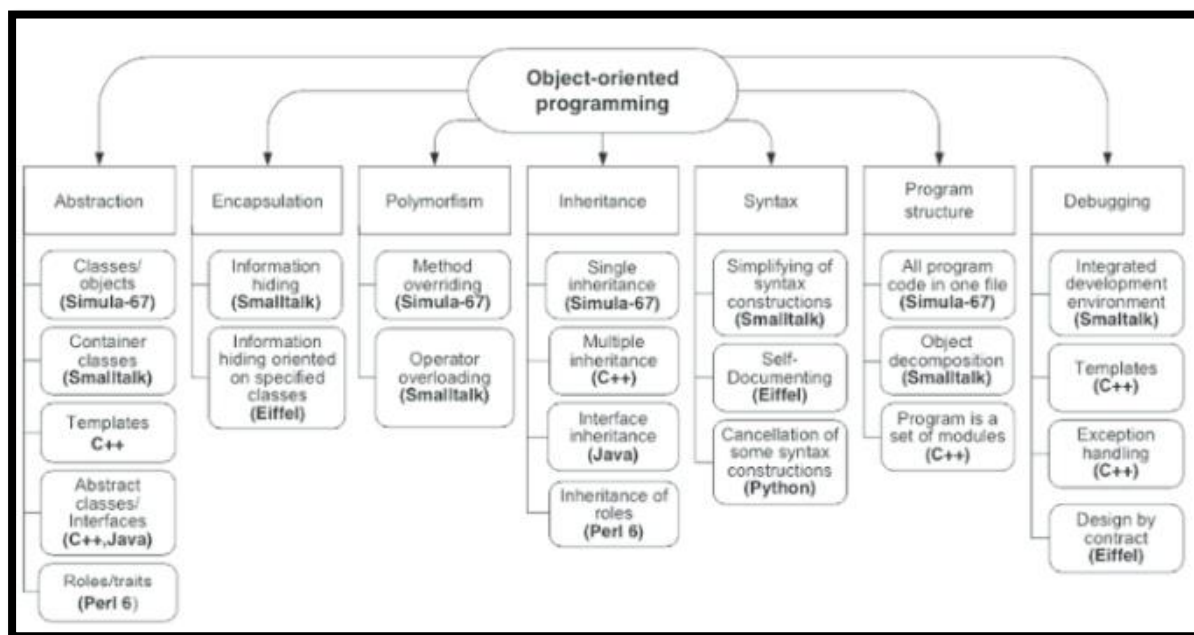 Object-oriented
programming
Abstraction
Classes/
objects
(Simula-67)
Container
classes
(Smalltalk)
Templates
C++
Abstract
classes/
Interfaces
(C++,Java)
Roles/traits
(Perl 6)
Encapsulation
Information
hiding
(Smalltalk)
Information
hiding oriented
on specified
classes
(Eiffel)
Polymorfism
Method
overriding
(Simula-67)
Operator
overloading
(Smalltalk)
Inheritance
Single
inheritance
(Simula-67)
Multiple
inheritance
(C++)
Interface
inheritance
(Java)
Inheritance of
roles
(Perl 6)
Syntax
Simplifying of
syntax
constructions
(Smalltalk)
Self-
Documenting
(Eiffel)
Cancellation of
some syntax
constructions
(Python)
Program
structure
All program
code in one file
(Simula-67)
Object
decomposition
(Smalltalk)
Program is a
set of modules
(C++)
Debugging
Integrated
development
environment
(Smaltalk)
Templates
(C++)
Exception
handling
(C++)
Design by
contract
(Eiffel)